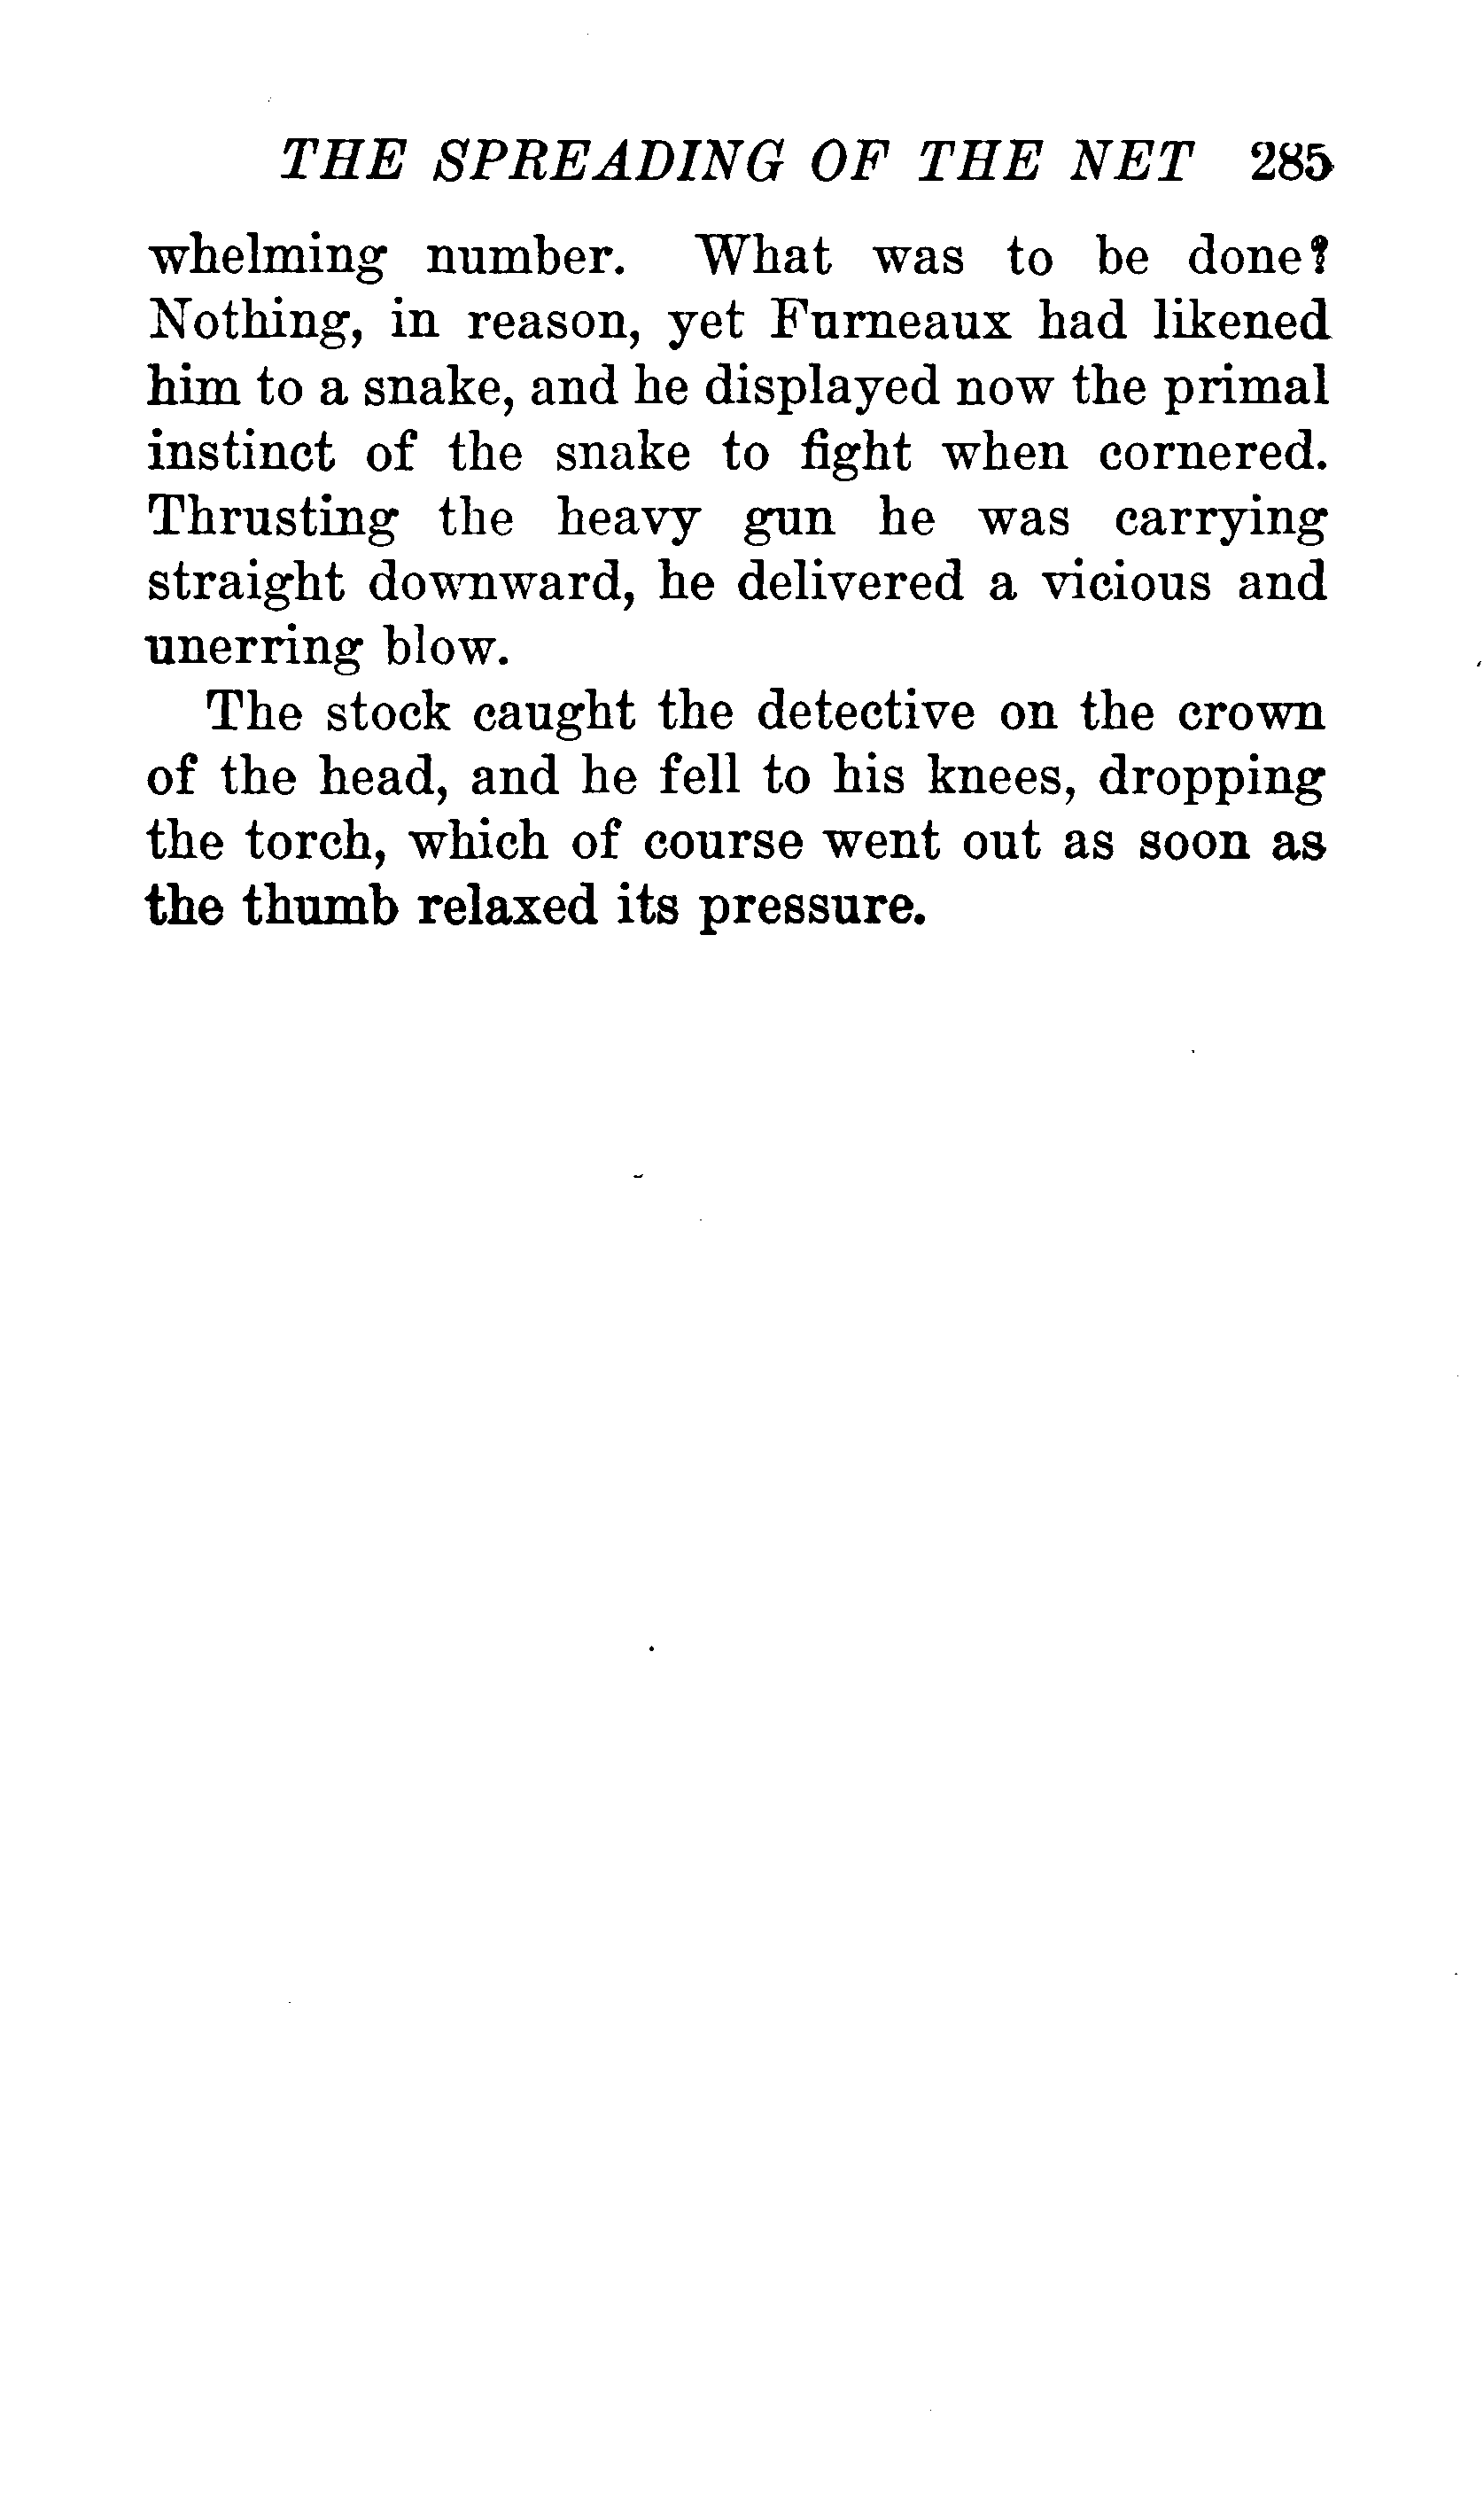 THE SPREADING OF THE NET 285
whelming number. What was to be done?
Nothing, in reason, yet Furneaux had likened
him to a snake, and he displayed now the primal
instinct of the snake to fight when cornered.
Thrusting the heavy gun he was carrying
straight downward, he delivered a vicious and
unerring blow.
The stock caught the detective on the crown
of the head, and he fell to his knees, dropping
the torch, which of course went out as soon as
the thumb relaxed its pressure.